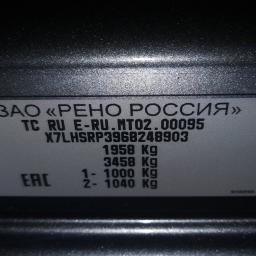 ЗАО «РЕНО РОССИЯ»
TC RU E-RU.MT02.00095
X7LHSRP3960248903
1958 Kg
3458 Kg
1- 1000 Kg
EAC 2- 1040 Kg